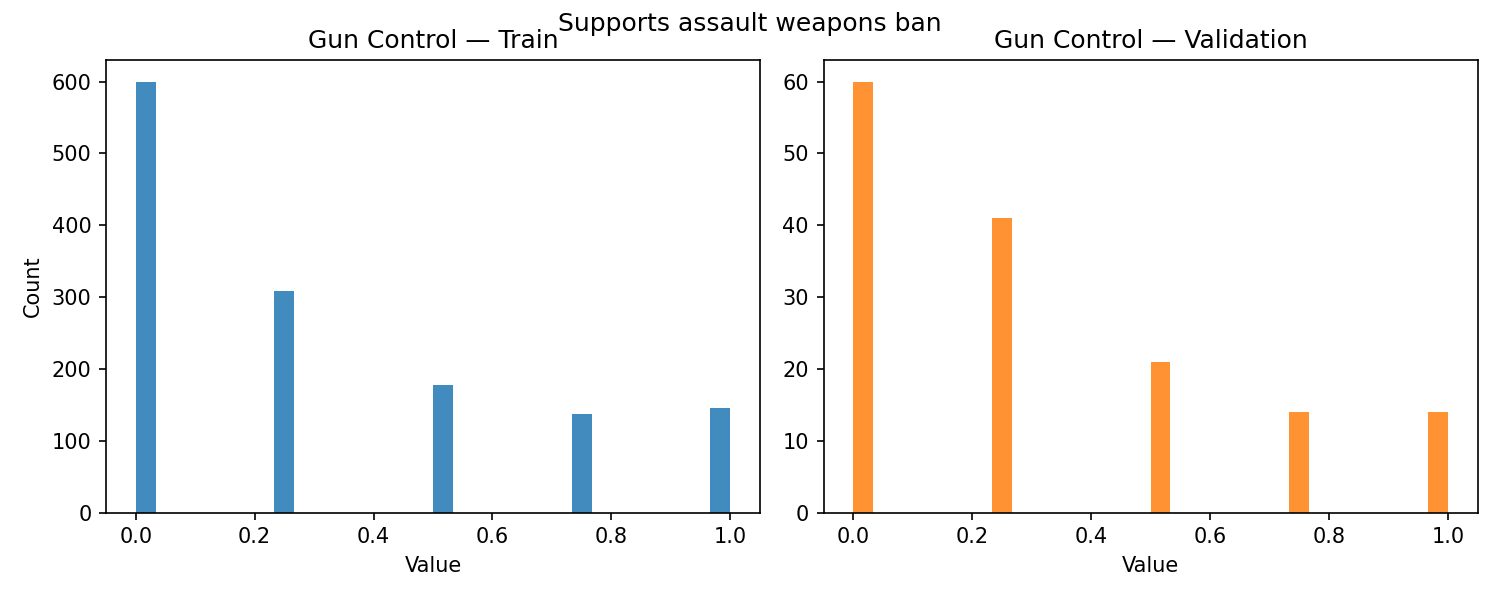 Supports assault weapons ban
Gun Control — Train
Gun Control — Validation
Count
600
500
400
300
200
100
0
0.0 0.2 0.4 0.6 0.8 1.0
Value
60
50
40
30
20
10
0
0.0 0.2 0.4 0.6 0.8 1.0
Value